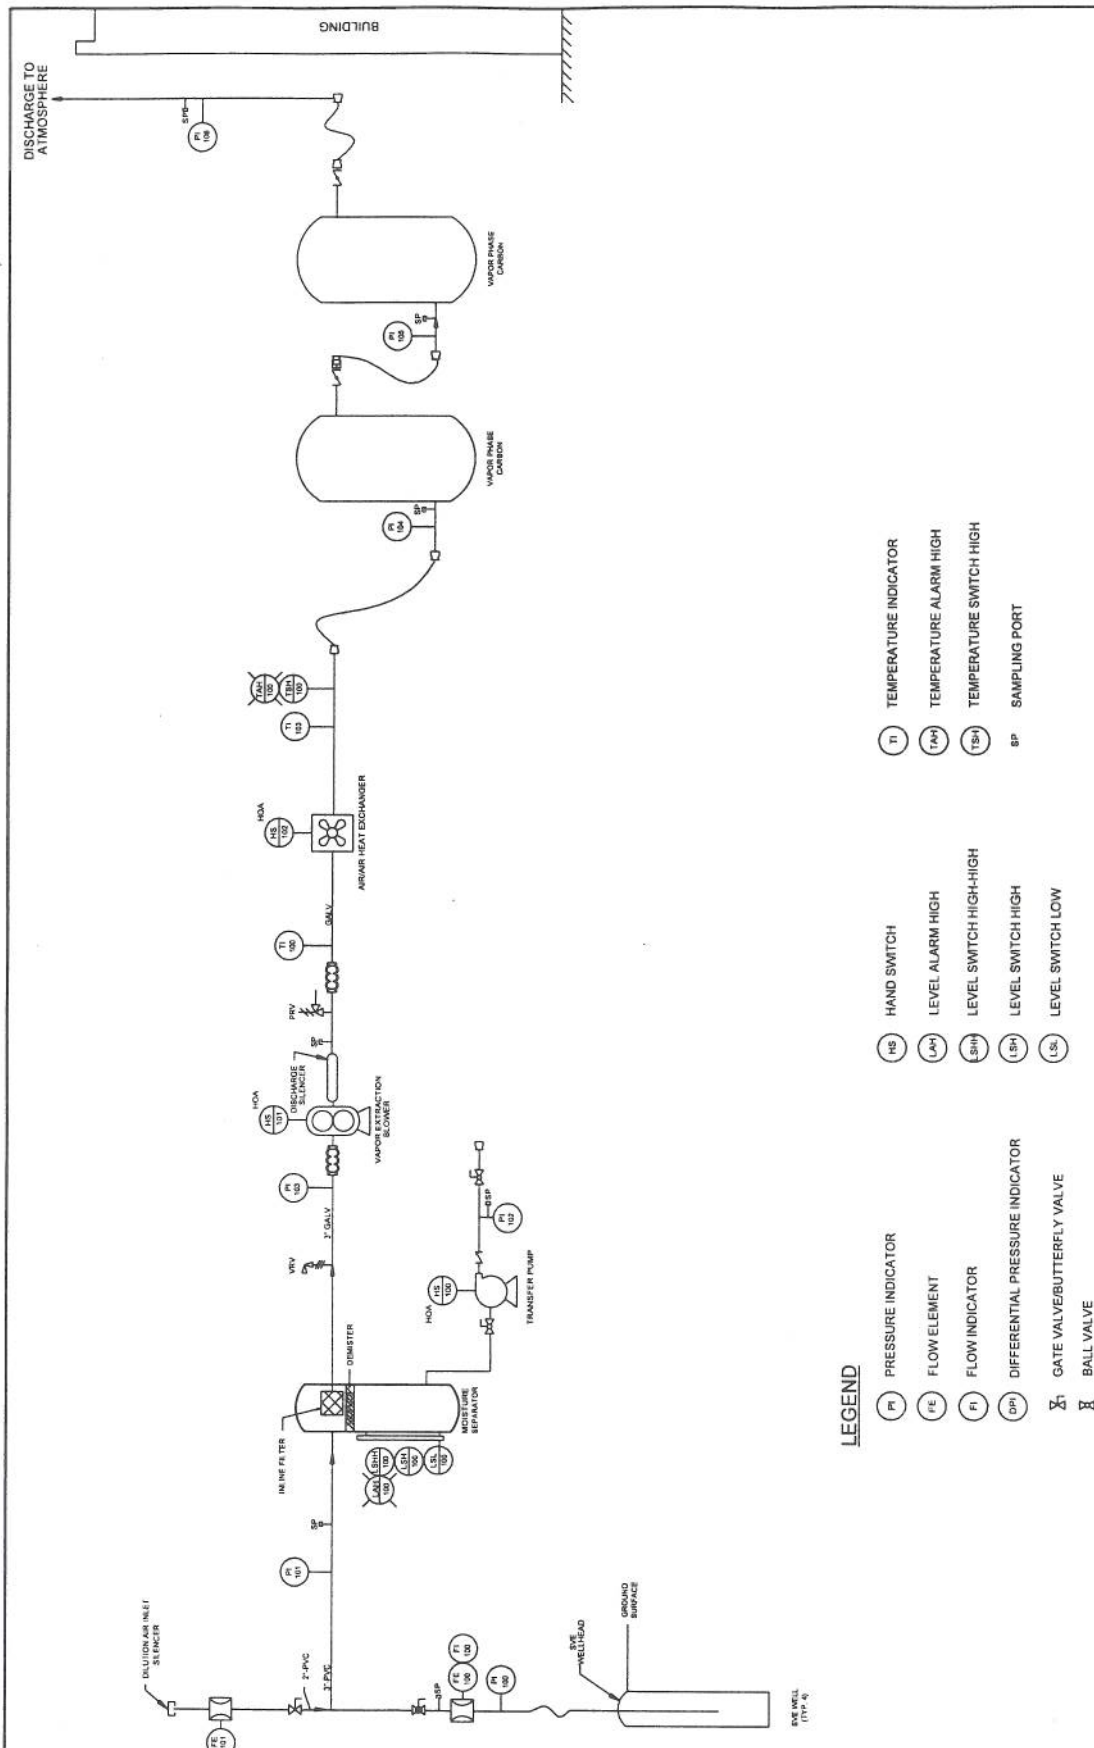 BUILDING
DISCHARGE TO
ATMOSPHERE
SP
PI
106
VAPOR PHASE
CARBON
SP
PI
105
VAPOR PHASE
CARBON
SP
PI
104
TAH
100
TSH
100
TI
103
HOA
HS
102
AIR/AIR HEAT EXCHANGER
GALV
TI
100
PRV
SP
DISCHARGE
SILENCER
HOA
HS
101
VAPOR EXTRACTION
BLOWER
PI
103
3" GALV
VRV
SP
PI
102
HOA
HS
100
TRANSFER PUMP
DEMISTER
INLINE FILTER
MOISTURE
SEPARATOR
LAH
100
LSHH
100
LSH
100
LSL
100
SP
PI
101
DILUTION AIR INLET
SILENCER
FE
101
2"-PVC
3"-PVC
SP
FE
100
FI
100
PI
100
SVE
WELLHEAD
GROUND
SURFACE
SVE WELL
(TYP. 4)
LEGEND
PI PRESSURE INDICATOR
FE FLOW ELEMENT
FI FLOW INDICATOR
DPI DIFFERENTIAL PRESSURE INDICATOR
GATE VALVE/BUTTERFLY VALVE
BALL VALVE
HS HAND SWITCH
LAH LEVEL ALARM HIGH
LSHH LEVEL SWITCH HIGH-HIGH
LSH LEVEL SWITCH HIGH
LSL LEVEL SWITCH LOW
TI TEMPERATURE INDICATOR
TAH TEMPERATURE ALARM HIGH
TSH TEMPERATURE SWITCH HIGH
SP SAMPLING PORT